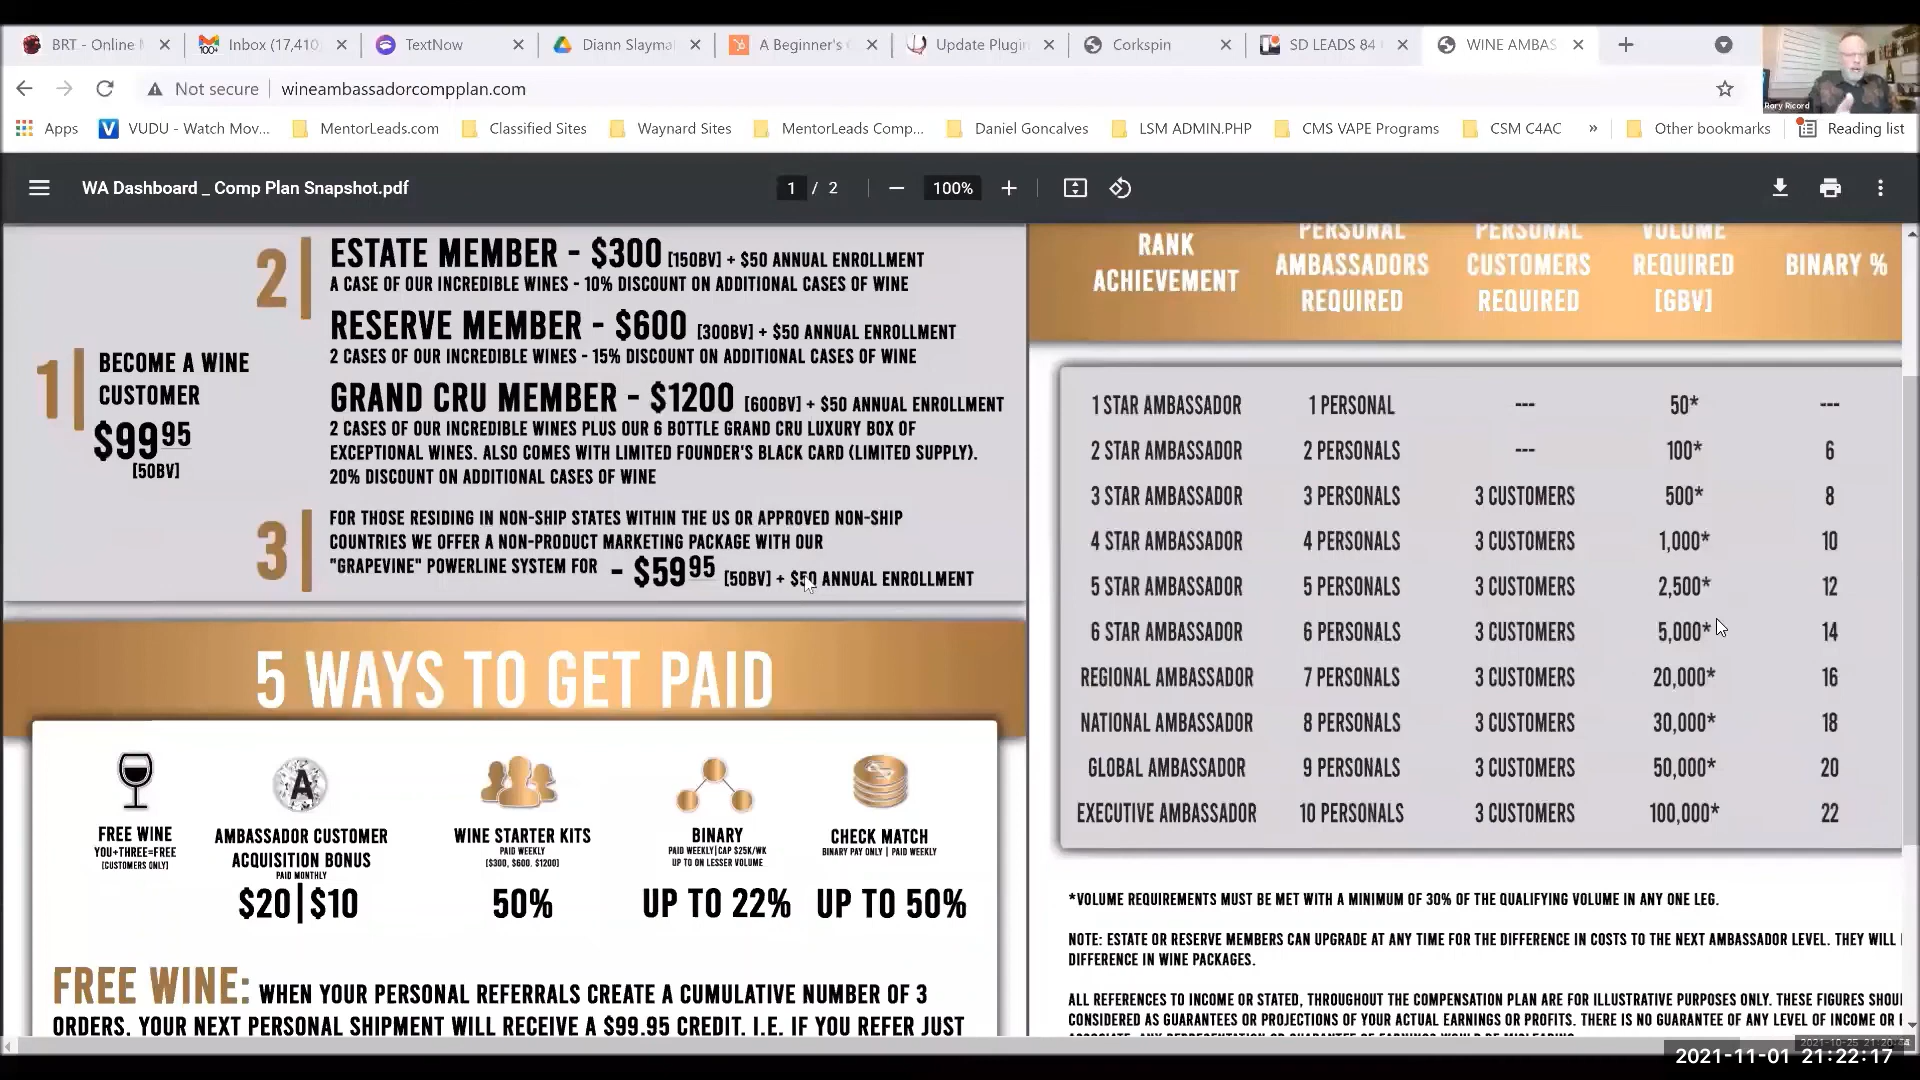 BRT - Online
Inbox (17,410
TextNow
Diann Slayma
A Beginner's
Update Plugin
Corkspin
SD LEADS 84
WINE AMBAS
Not secure
wineambassadorcompplan.com
Apps
VUDU - Watch Mov...
MentorLeads.com
Classified Sites
Waynard Sites
MentorLeads Comp...
Daniel Goncalves
LSM ADMIN.PHP
CMS VAPE Programs
CSM C4AC
»
Other bookmarks
Reading list
Rory Ricord
WA Dashboard _ Comp Plan Snapshot.pdf
1 / 2
100%
1
BECOME A WINE
CUSTOMER
$99.95
[50BV]
2
ESTATE MEMBER - $300 [150BV] + $50 ANNUAL ENROLLMENT
A CASE OF OUR INCREDIBLE WINES - 10% DISCOUNT ON ADDITIONAL CASES OF WINE
RESERVE MEMBER - $600 [300BV] + $50 ANNUAL ENROLLMENT
2 CASES OF OUR INCREDIBLE WINES - 15% DISCOUNT ON ADDITIONAL CASES OF WINE
GRAND CRU MEMBER - $1200 [600BV] + $50 ANNUAL ENROLLMENT
2 CASES OF OUR INCREDIBLE WINES PLUS OUR 6 BOTTLE GRAND CRU LUXURY BOX OF
EXCEPTIONAL WINES. ALSO COMES WITH LIMITED FOUNDER'S BLACK CARD (LIMITED SUPPLY).
20% DISCOUNT ON ADDITIONAL CASES OF WINE
3
FOR THOSE RESIDING IN NON-SHIP STATES WITHIN THE US OR APPROVED NON-SHIP
COUNTRIES WE OFFER A NON-PRODUCT MARKETING PACKAGE WITH OUR
"GRAPEVINE" POWERLINE SYSTEM FOR - $59.95 [50BV] + $50 ANNUAL ENROLLMENT
5 WAYS TO GET PAID
FREE WINE
YOU+THREE=FREE
[CUSTOMERS ONLY]
AMBASSADOR CUSTOMER
ACQUISITION BONUS
PAID MONTHLY
$20|$10
WINE STARTER KITS
PAID WEEKLY
[$300, $600. $1200]
50%
BINARY
PAID WEEKLY|CAP $25K/WK
UP TO ON LESSER VOLUME
UP TO 22%
CHECK MATCH
BINARY PAY ONLY | PAID WEEKLY
UP TO 50%
FREE WINE: WHEN YOUR PERSONAL REFERRALS CREATE A CUMULATIVE NUMBER OF 3
ORDERS, YOUR NEXT PERSONAL SHIPMENT WILL RECEIVE A $99.95 CREDIT. I.E. IF YOU REFER JUST
RANK
ACHIEVEMENT
PERSONAL
AMBASSADORS
REQUIRED
PERSONAL
CUSTOMERS
REQUIRED
VOLUME
REQUIRED
[GBV]
BINARY %
1 STAR AMBASSADOR 1 PERSONAL --- 50* ---
2 STAR AMBASSADOR 2 PERSONALS --- 100* 6
3 STAR AMBASSADOR 3 PERSONALS 3 CUSTOMERS 500* 8
4 STAR AMBASSADOR 4 PERSONALS 3 CUSTOMERS 1,000* 10
5 STAR AMBASSADOR 5 PERSONALS 3 CUSTOMERS 2,500* 12
6 STAR AMBASSADOR 6 PERSONALS 3 CUSTOMERS 5,000* 14
REGIONAL AMBASSADOR 7 PERSONALS 3 CUSTOMERS 20,000* 16
NATIONAL AMBASSADOR 8 PERSONALS 3 CUSTOMERS 30,000* 18
GLOBAL AMBASSADOR 9 PERSONALS 3 CUSTOMERS 50,000* 20
EXECUTIVE AMBASSADOR 10 PERSONALS 3 CUSTOMERS 100,000* 22
*VOLUME REQUIREMENTS MUST BE MET WITH A MINIMUM OF 30% OF THE QUALIFYING VOLUME IN ANY ONE LEG.
NOTE: ESTATE OR RESERVE MEMBERS CAN UPGRADE AT ANY TIME FOR THE DIFFERENCE IN COSTS TO THE NEXT AMBASSADOR LEVEL. THEY WILL
DIFFERENCE IN WINE PACKAGES.
ALL REFERENCES TO INCOME OR STATED, THROUGHOUT THE COMPENSATION PLAN ARE FOR ILLUSTRATIVE PURPOSES ONLY. THESE FIGURES
CONSIDERED AS GUARANTEES OR PROJECTIONS OF YOUR ACTUAL EARNINGS OR PROFITS. THERE IS NO GUARANTEE OF ANY LEVEL OF INCOME OR
2021-11-01 21:22:17